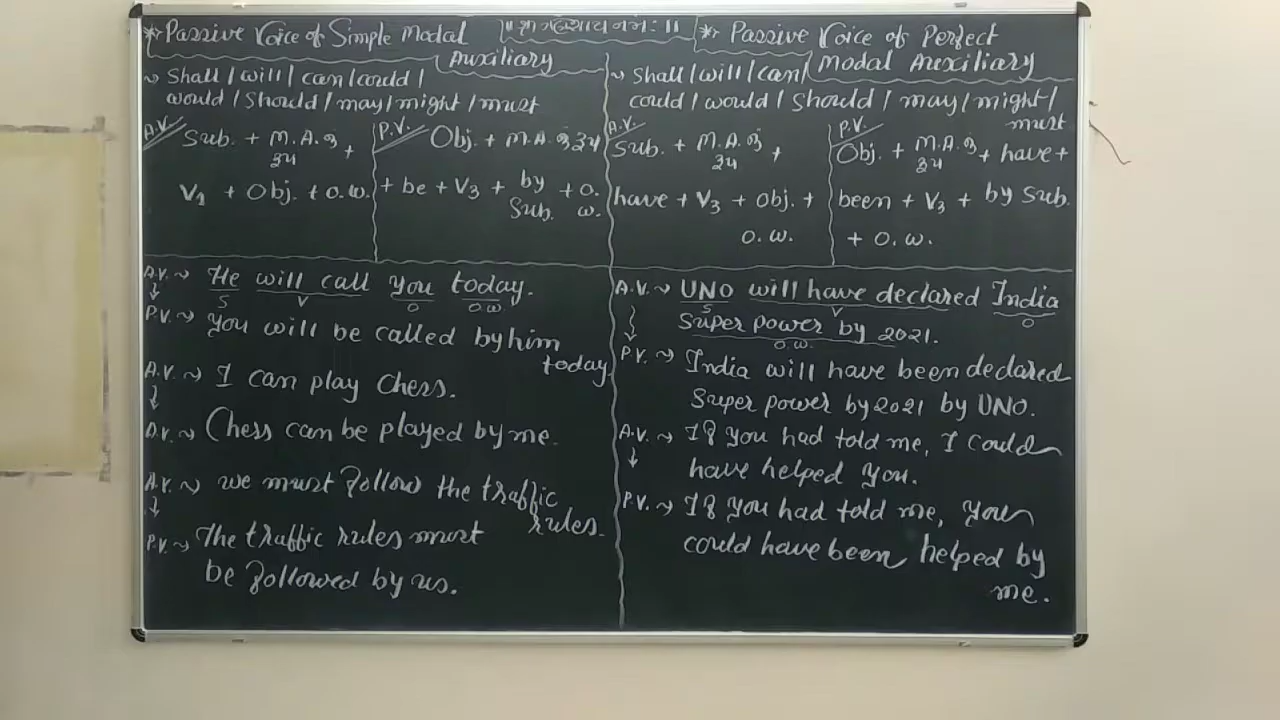 * Passive Voice of Simple Modal Auxiliary
~ Shall / will / can / could /
would / Should / may / might / must
A.V.
Sub. + M.A. +
V1 + Obj. + O.W.
P.V.
Obj. + M.A.
+ be + V3 + by Sub. + O.W.
A.V. ~ He will call you today.
S V O O.W.
P.V. ~ you will be called by him
today.
A.V. ~ I can play Chess.
A.V. ~ Chess can be played by me.
A.V. ~ we must follow the traffic
rules.
P.V. ~ The traffic rules must
be followed by us.
।। श्री गणेशाय नमः ।।
* Passive Voice of Perfect
Modal Auxiliary
~ Shall / will / can /
could / would / Should / may / might /
must
A.V.
Sub. + M.A. +
have + V3 + Obj. +
O.W.
P.V.
Obj. + M.A. + have +
been + V3 + by Sub.
+ O.W.
A.V. ~ UNO will have declared India
S V O
Super power by 2021.
O.W.
P.V. ~ India will have been declared
Super power by 2021 by UNO.
A.V. ~ If you had told me, I could
have helped you.
P.V. ~ If you had told me, you
could have been helped by
me.